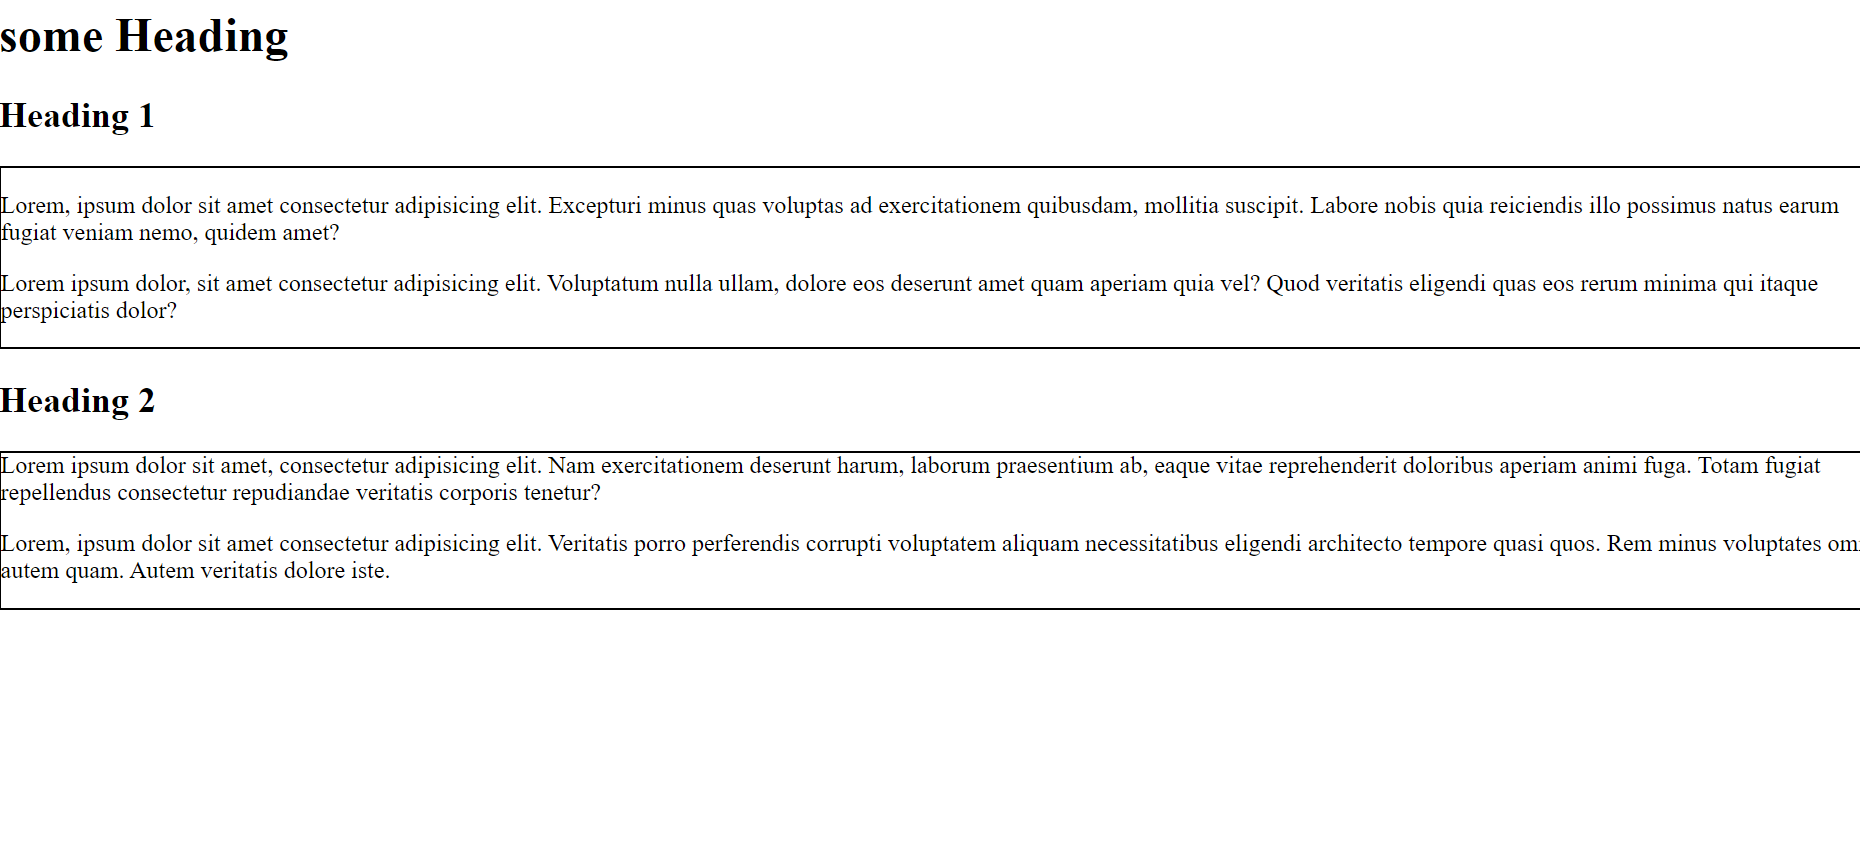 some Heading
Heading 1
Lorem, ipsum dolor sit amet consectetur adipisicing elit. Excepturi minus quas voluptas ad exercitationem quibusdam, mollitia suscipit. Labore nobis quia reiciendis illo possimus natus earum
fugiat veniam nemo, quidem amet?
Lorem ipsum dolor, sit amet consectetur adipisicing elit. Voluptatum nulla ullam, dolore eos deserunt amet quam aperiam quia vel? Quod veritatis eligendi quas eos rerum minima qui itaque
perspiciatis dolor?
Heading 2
Lorem ipsum dolor sit amet, consectetur adipisicing elit. Nam exercitationem deserunt harum, laborum praesentium ab, eaque vitae reprehenderit doloribus aperiam animi fuga. Totam fugiat
repellendus consectetur repudiandae veritatis corporis tenetur?
Lorem, ipsum dolor sit amet consectetur adipisicing elit. Veritatis porro perferendis corrupti voluptatem aliquam necessitatibus eligendi architecto tempore quasi quos. Rem minus voluptates
autem quam. Autem veritatis dolore iste.